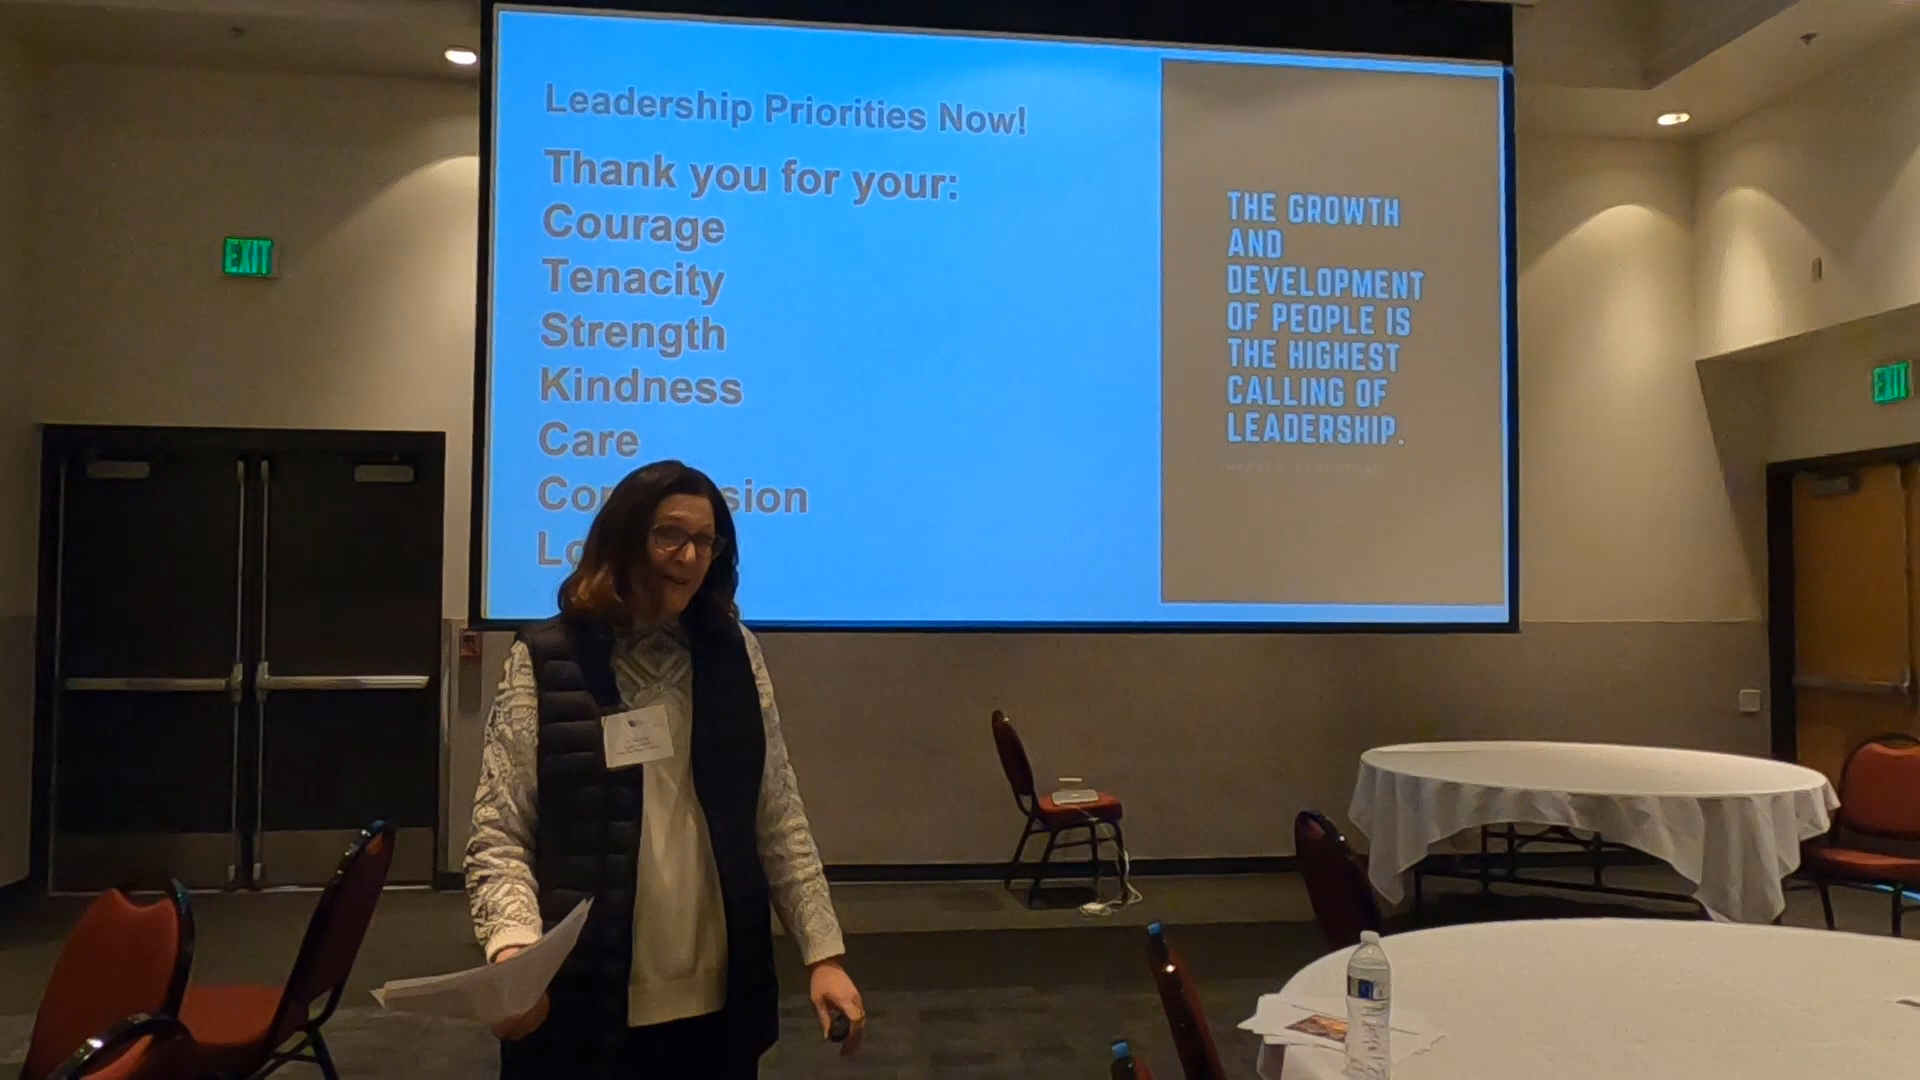 Leadership Priorities Now!
Thank you for your:
Courage
Tenacity
Strength
Kindness
Care
THE GROWTH
AND
DEVELOPMENT
OF PEOPLE IS
THE HIGHEST
CALLING OF
LEADERSHIP.
EXIT
EXIT